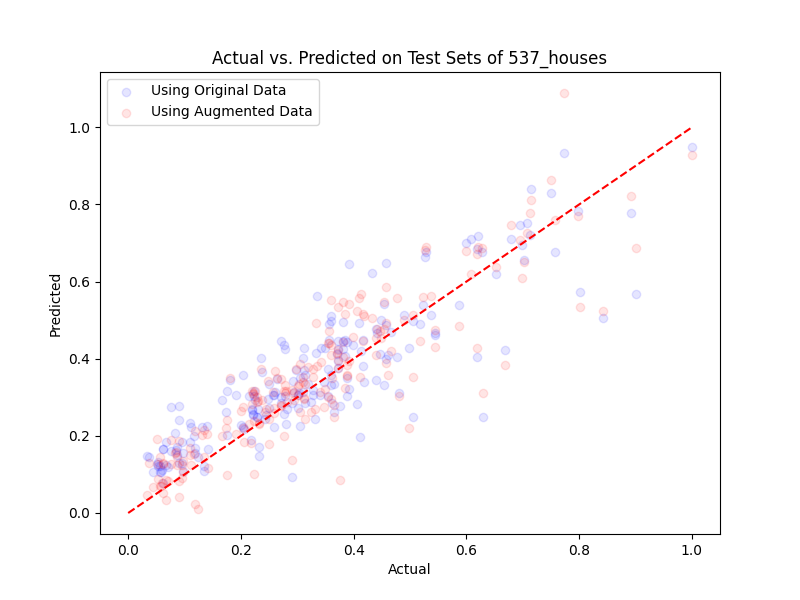 Actual vs. Predicted on Test Sets of 537_houses
Using Original Data
Using Augmented Data
Predicted
1.0
0.8
0.6
0.4
0.2
0.0
0.0 0.2 0.4 0.6 0.8 1.0
Actual